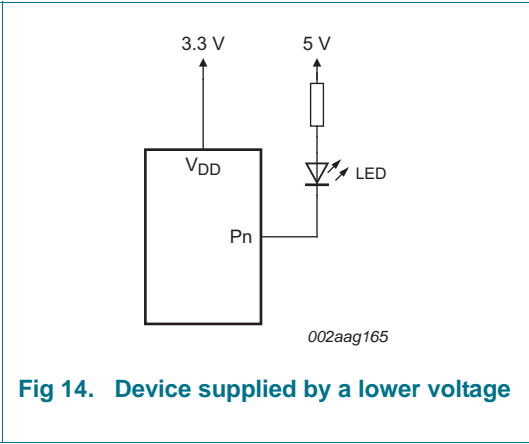 3.3 V 5 V
VDD
LED
Pn
002aag165
Fig 14. Device supplied by a lower voltage